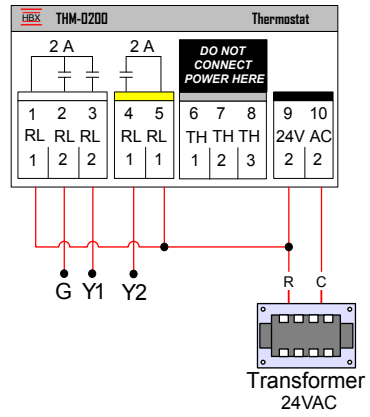 HBX THM-0200 Thermostat
2 A 2 A DO NOT
CONNECT
POWER HERE
1 2 3 4 5 6 7 8 9 10
RL RL RL RL RL TH TH TH 24V AC
1 2 2 1 1 1 2 3 2 2
R C
G Y1 Y2
Transformer
24VAC